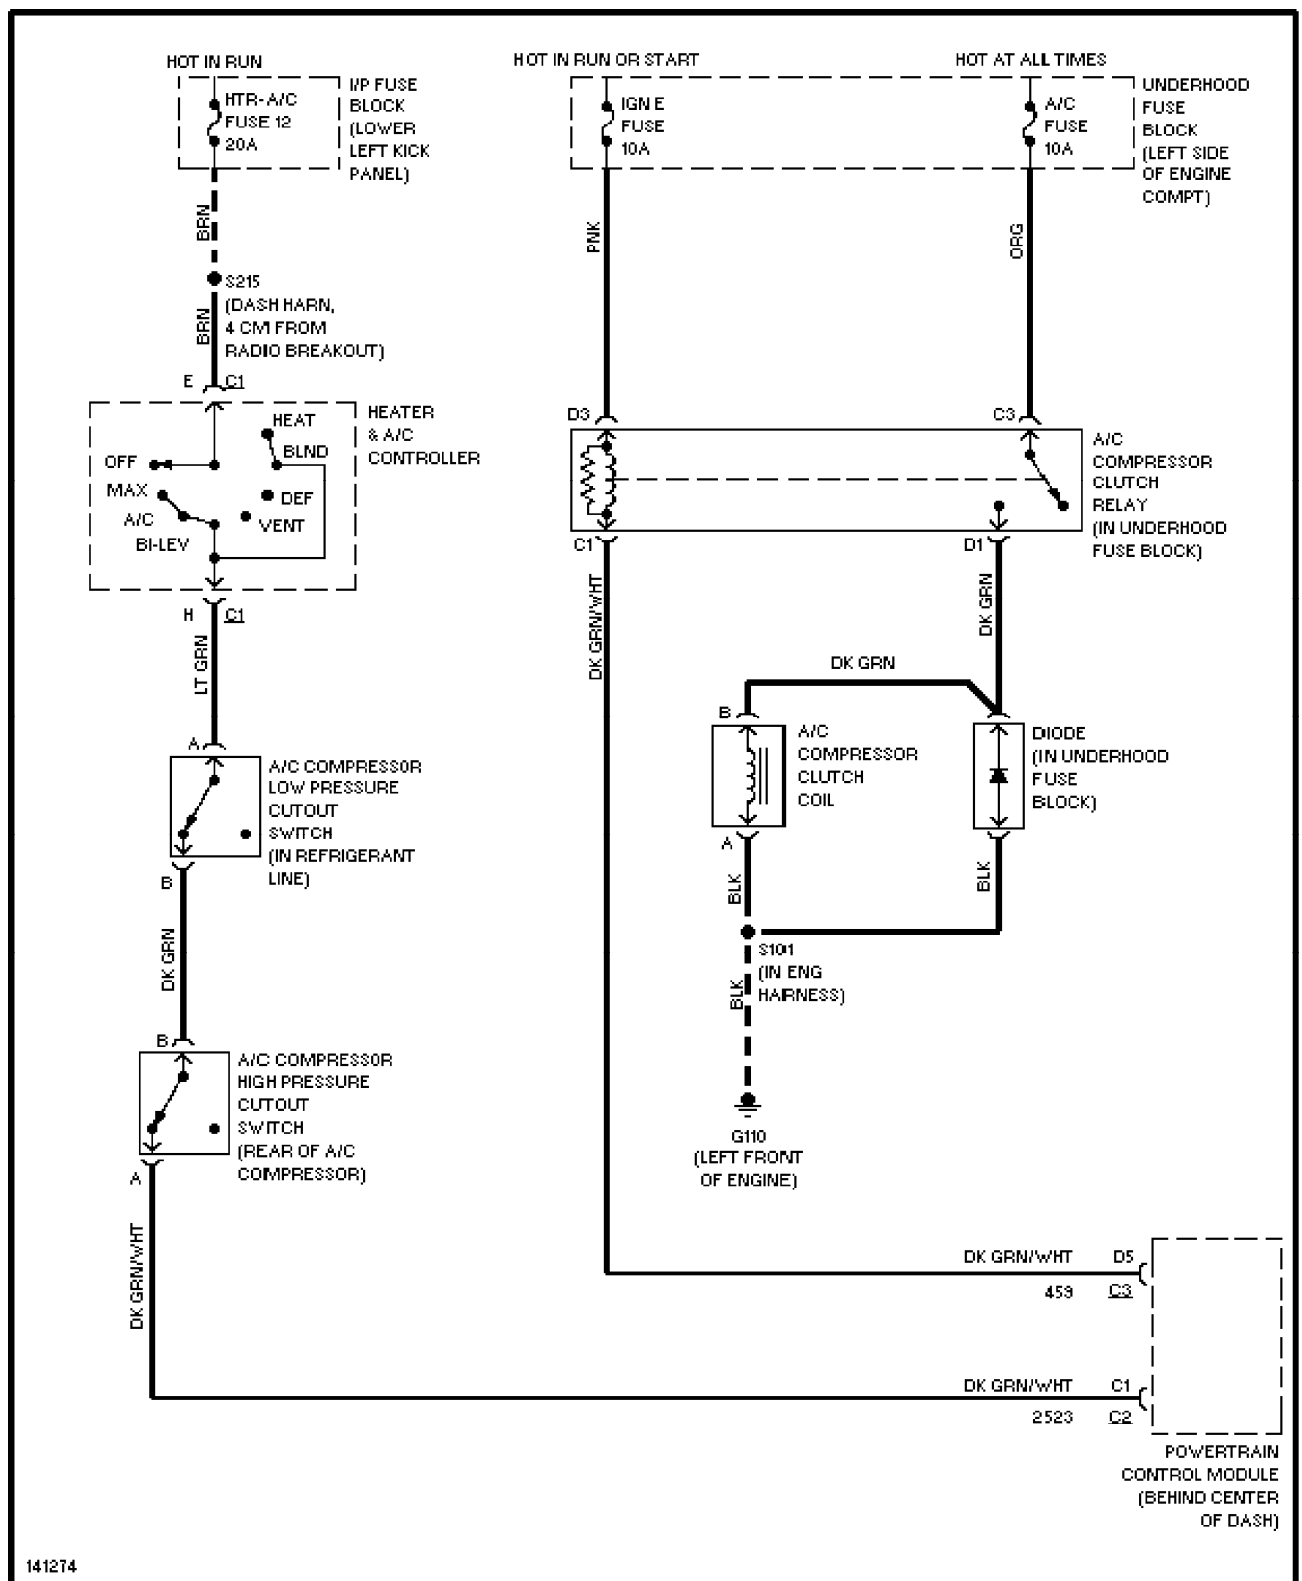 HOT IN RUN
HTR-A/C
FUSE 12
20A
I/P FUSE
BLOCK
(LOWER
LEFT KICK
PANEL)
BRN
S215
(DASH HARN,
4 CM FROM
RADIO BREAKOUT)
BRN
E
C1
HEATER
& A/C
CONTROLLER
HEAT
BLND
OFF
MAX
DEF
A/C
VENT
BI-LEV
H
C1
LT GRN
A
A/C COMPRESSOR
LOW PRESSURE
CUTOUT
SWITCH
(IN REFRIGERANT
LINE)
B
DK GRN
B
A/C COMPRESSOR
HIGH PRESSURE
CUTOUT
SWITCH
(REAR OF A/C
COMPRESSOR)
A
DK GRN/WHT
HOT IN RUN OR START
IGN E
FUSE
10A
HOT AT ALL TIMES
A/C
FUSE
10A
UNDERHOOD
FUSE
BLOCK
(LEFT SIDE
OF ENGINE
COMPT)
PNK
ORG
D3
C3
A/C
COMPRESSOR
CLUTCH
RELAY
(IN UNDERHOOD
FUSE BLOCK)
C1
D1
DK GRN/WHT
DK GRN
DK GRN
B
A/C
COMPRESSOR
CLUTCH
COIL
DIODE
(IN UNDERHOOD
FUSE
BLOCK)
A
BLK
BLK
S101
(IN ENG
HARNESS)
BLK
G110
(LEFT FRONT
OF ENGINE)
DK GRN/WHT
D5
459
C3
DK GRN/WHT
C1
2523
C2
POWERTRAIN
CONTROL MODULE
(BEHIND CENTER
OF DASH)
141274